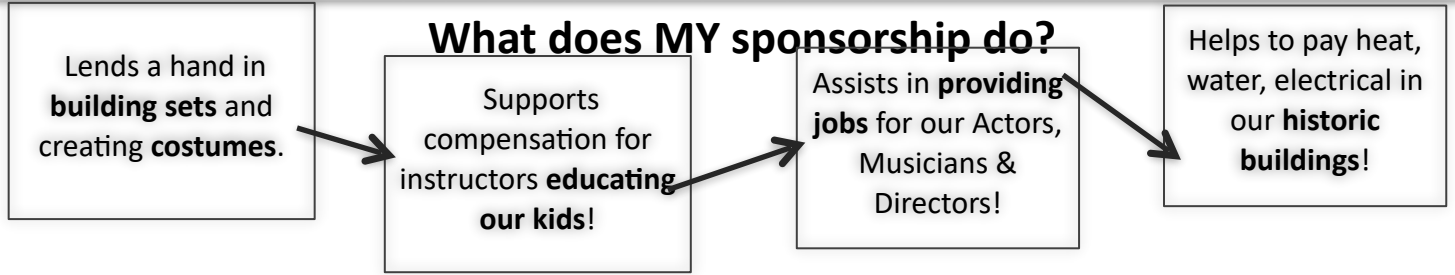 What does MY sponsorship do?
Lends a hand in
building sets and
creating costumes.
Supports
compensation for
instructors educating
our kids!
Assists in providing
jobs for our Actors,
Musicians &
Directors!
Helps to pay heat,
water, electrical in
our historic
buildings!